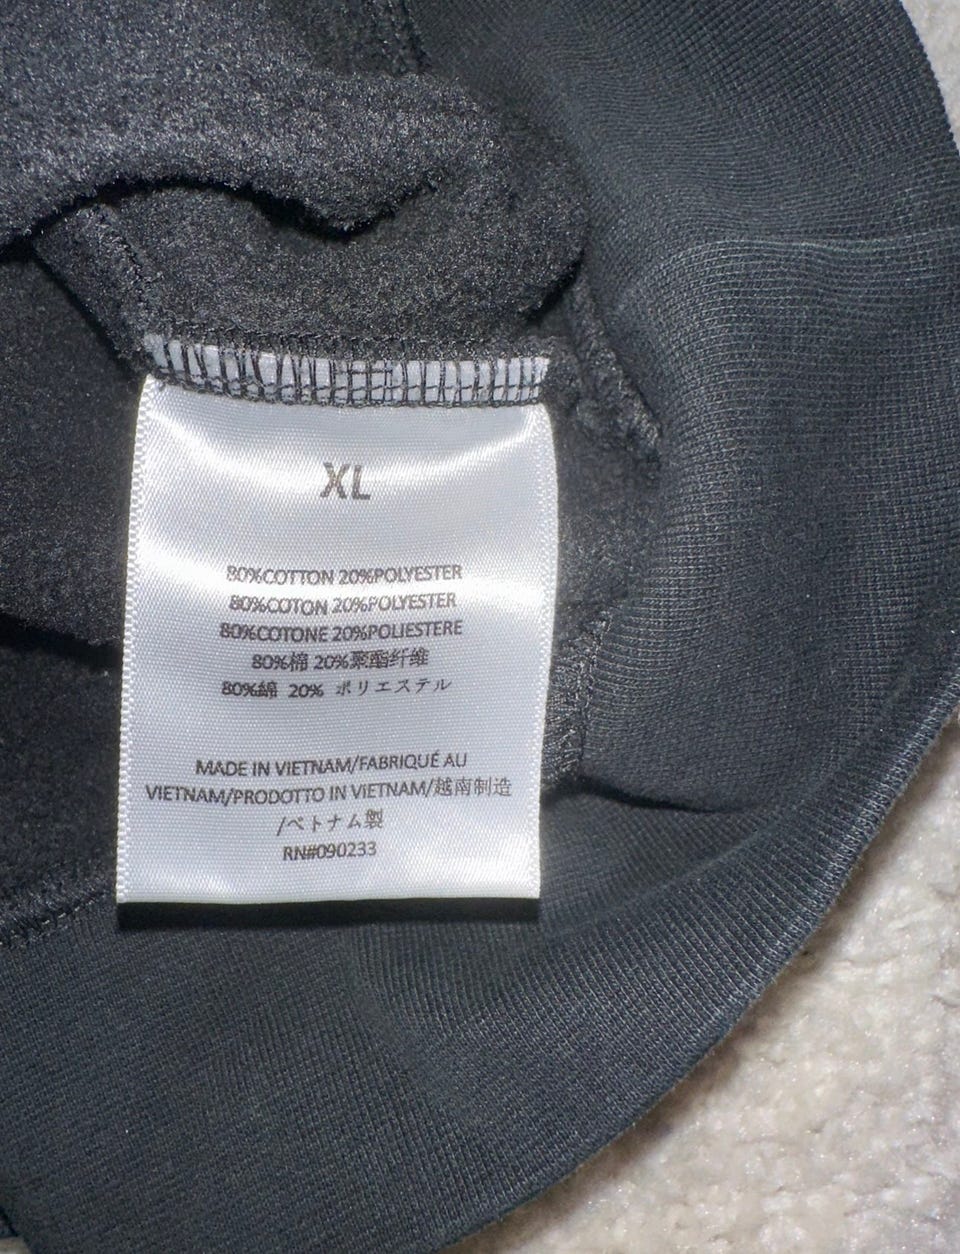 XL
80%COTTON 20%POLYESTER
80%COTON 20%POLYESTER
80%COTONE 20%POLIESTERE
80%棉 20%聚酯纤维
80%綿 20% ポリエステル
MADE IN VIETNAM/FABRIQUÉ AU
VIETNAM/PRODOTTO IN VIETNAM/越南制造
/ベトナム製
RN#090233